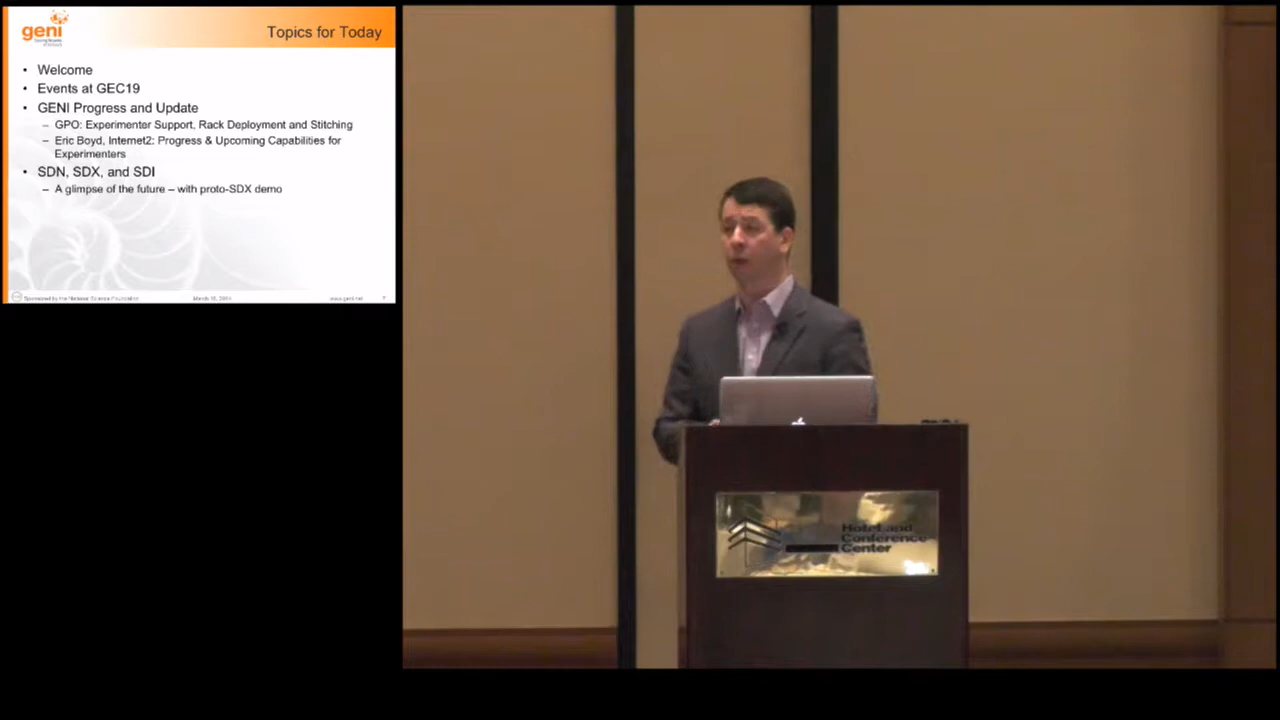 geni
Topics for Today
• Welcome
• Events at GEC19
• GENI Progress and Update
– GPO: Experimenter Support, Rack Deployment and Stitching
– Eric Boyd, Internet2: Progress & Upcoming Capabilities for
Experimenters
• SDN, SDX, and SDI
– A glimpse of the future – with proto-SDX demo
Sponsored by the National Science Foundation
www.geni.net
Hotel and
Conference
Center